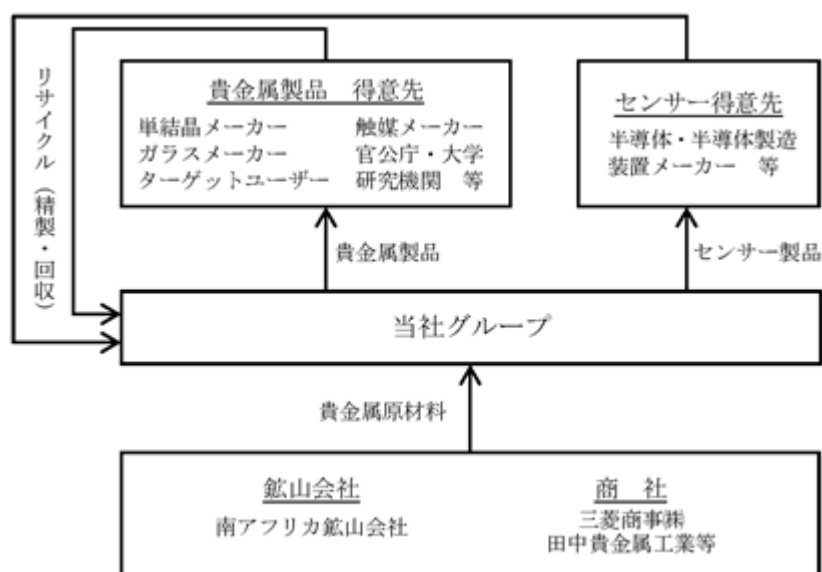 リサイクル（精製・回収）
貴金属製品　得意先
単結晶メーカー　触媒メーカー
ガラスメーカー　官公庁・大学
ターゲットユーザー　研究機関　等
センサー得意先
半導体・半導体製造
装置メーカー　等
貴金属製品
センサー製品
当社グループ
貴金属原材料
鉱山会社
南アフリカ鉱山会社
商　社
三菱商事㈱
田中貴金属工業等